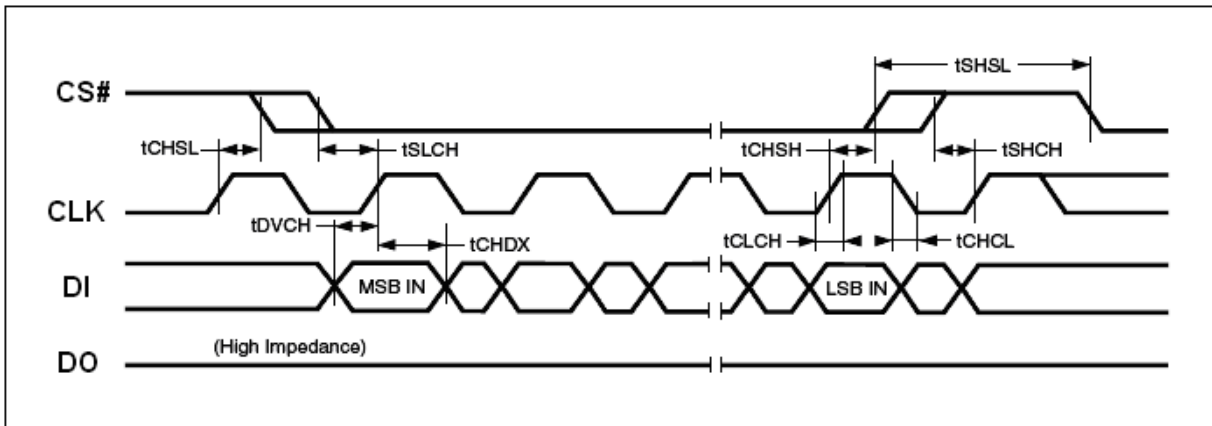 tSHSL
CS#
tCHSL
tSLCH
tCHSH
tSHCH
CLK
tDVCH
tCHDX
tCLCH
tCHCL
DI
MSB IN
LSB IN
(High Impedance)
DO